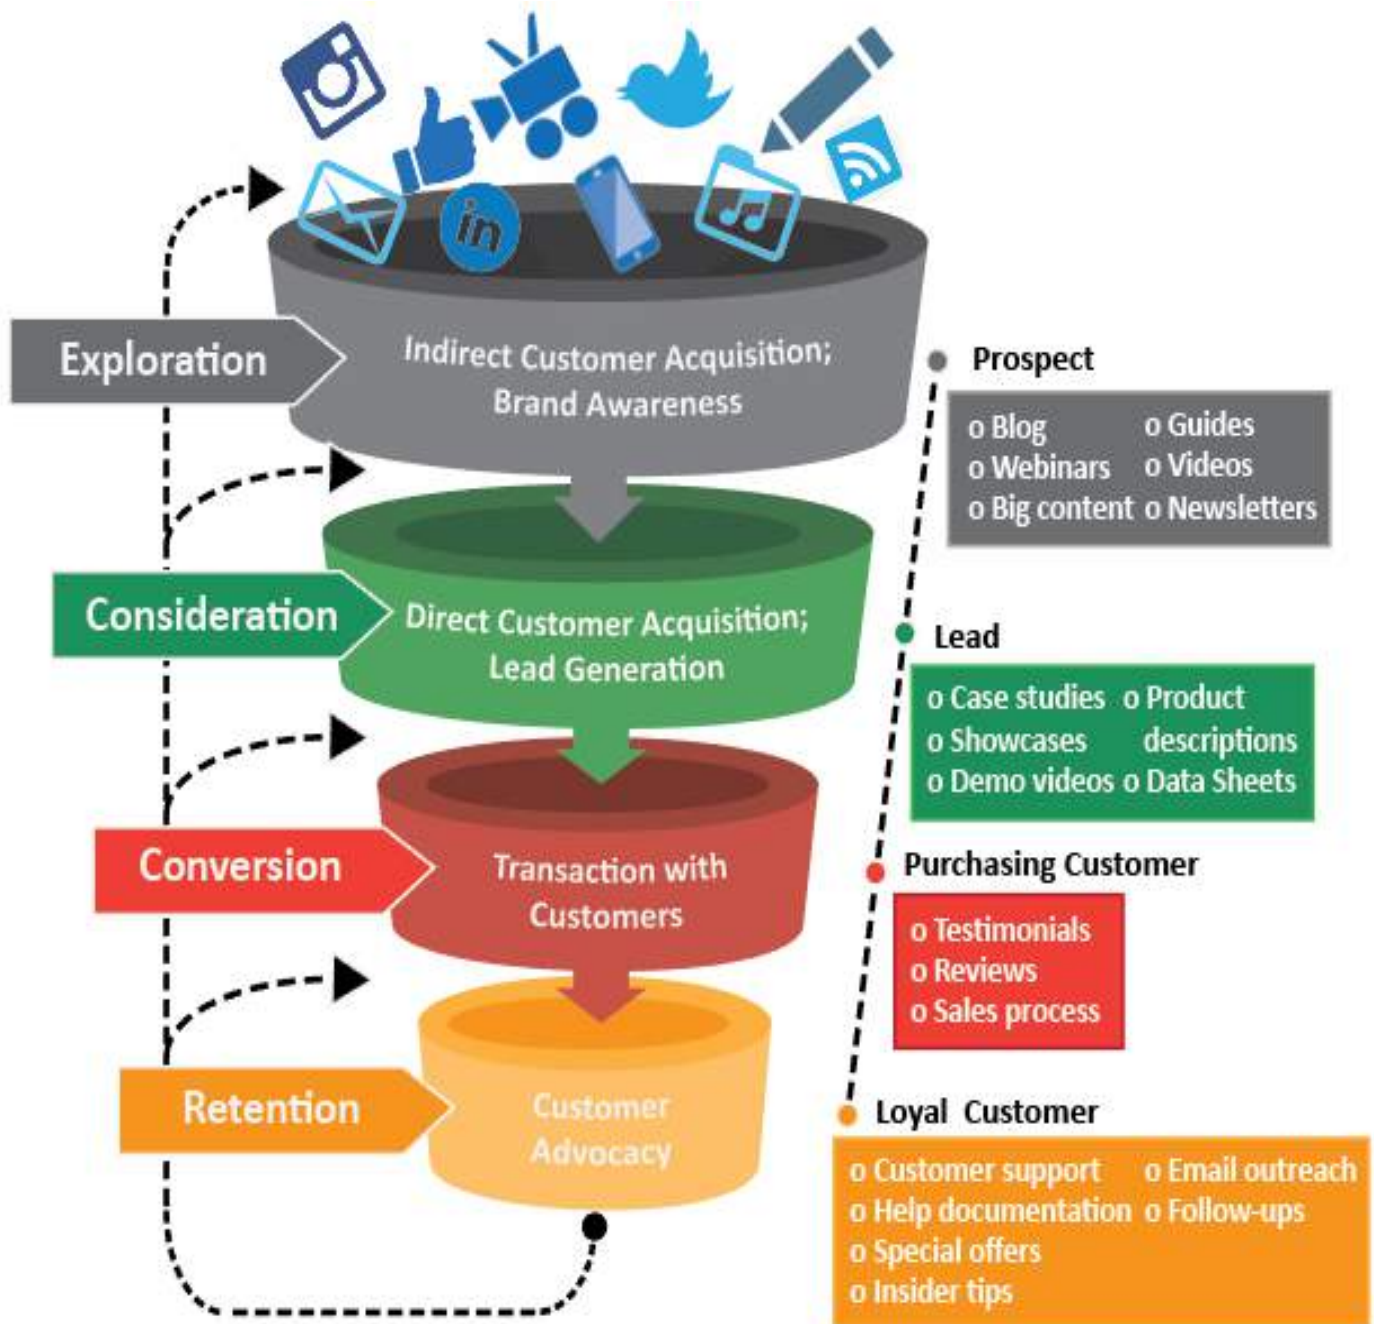 in
Exploration
Indirect Customer Acquisition;
Brand Awareness
Prospect
o Blog
o Webinars
o Big content
o Guides
o Videos
o Newsletters
Consideration
Direct Customer Acquisition;
Lead Generation
Lead
o Case studies
o Showcases
o Demo videos
o Product
descriptions
o Data Sheets
Conversion
Transaction with
Customers
Purchasing Customer
o Testimonials
o Reviews
o Sales process
Retention
Customer
Advocacy
Loyal Customer
o Customer support
o Help documentation
o Special offers
o Insider tips
o Email outreach
o Follow-ups